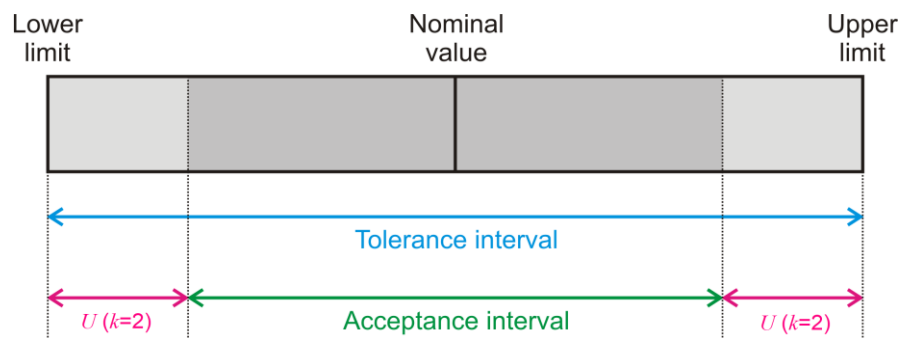 Lower
limit
Nominal
value
Upper
limit
Tolerance interval
U (k=2)
Acceptance interval
U (k=2)